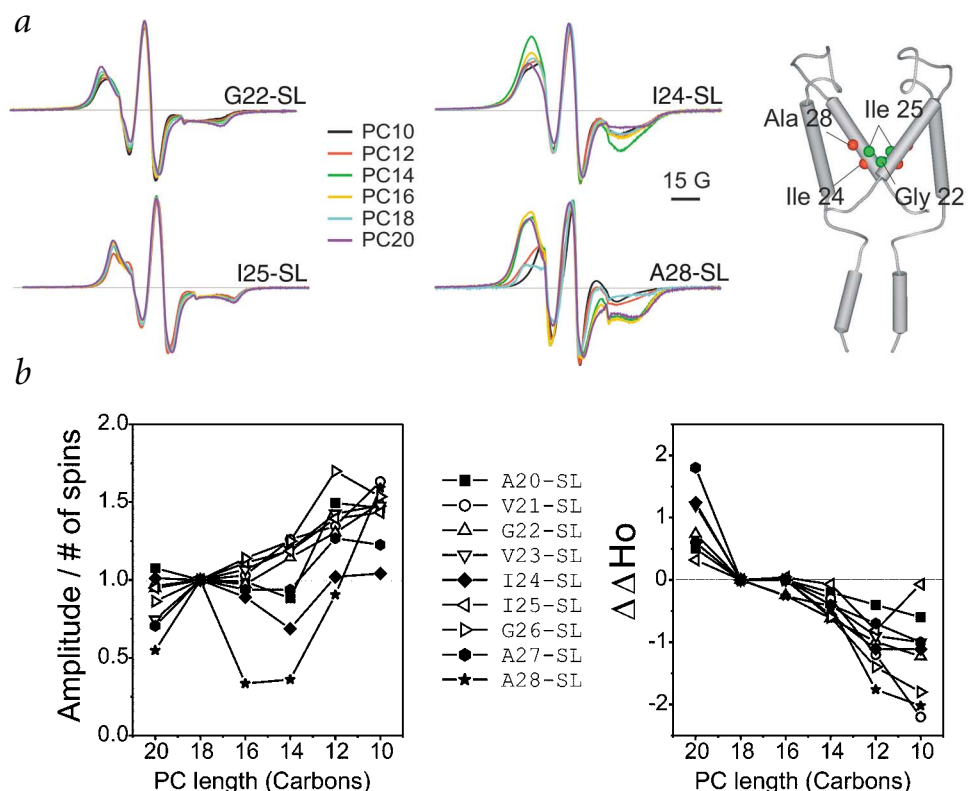 a
G22-SL
I24-SL
PC10
PC12
PC14
PC16
PC18
PC20
15 G
I25-SL
A28-SL
Ala 28
Ile 25
Ile 24
Gly 22
b
Amplitude / # of spins
2.0
1.5
1.0
0.5
0.0
20 18 16 14 12 10
PC length (Carbons)
A20-SL
V21-SL
G22-SL
V23-SL
I24-SL
I25-SL
G26-SL
A27-SL
A28-SL
ΔΔHo
2
1
0
-1
-2
20 18 16 14 12 10
PC length (Carbons)